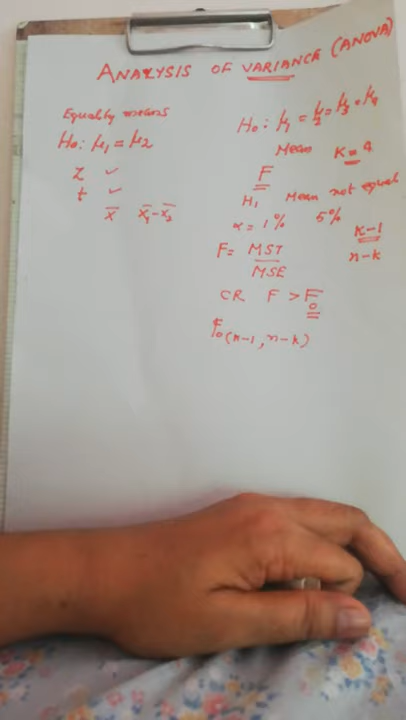 ANALYSIS OF VARIANCE (ANOVA)
Equality means
H₀: μ₁ = μ₂
Z ✓
t ✓
x̄ x̄₁-x̄₂
H₀: μ₁ = μ₂ = μ₃ = μ₄
Mean K = 4
F
H₁ Mean not equal
α = 1% 5%
k-1
F = MST
MSE
n-k
CR F > F₀
F₀(k-1, n-k)